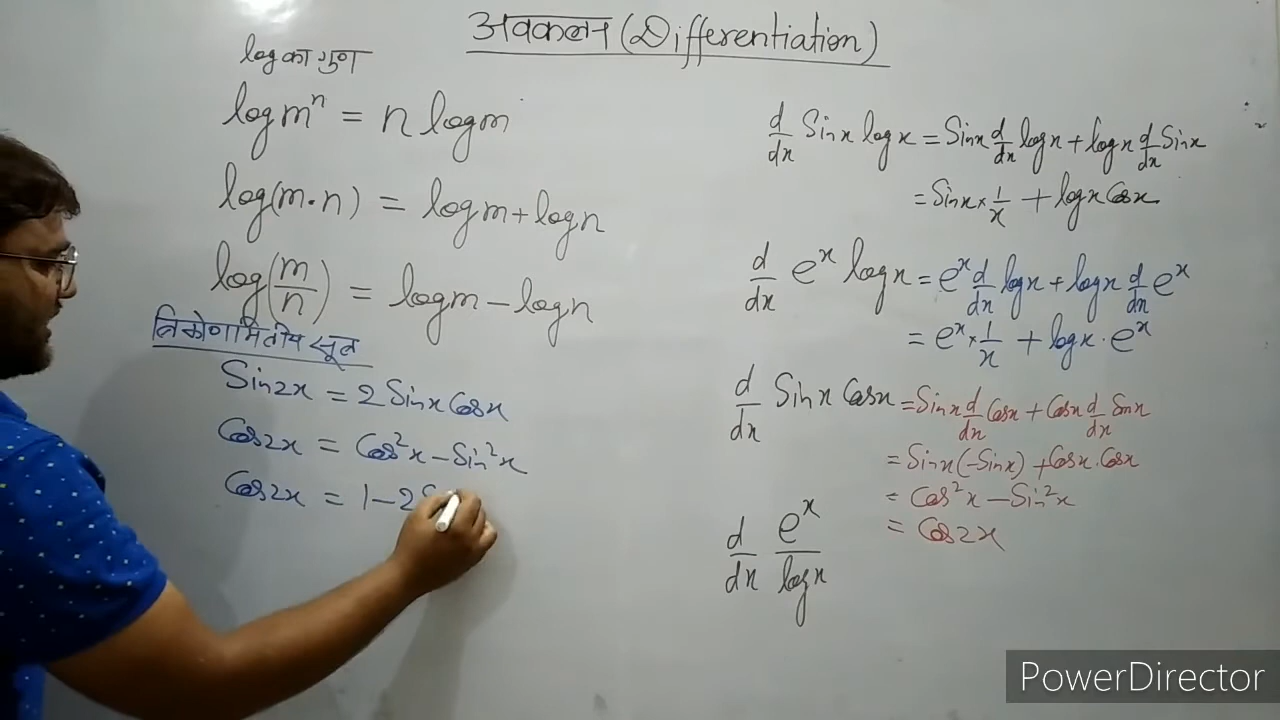 अवकलन (Differentiation)
log का गुण
log mⁿ = n log m
log(m·n) = log m + log n
log(m/n) = log m − log n
त्रिकोणमितीय सूत्र
Sin2x = 2 Sinx Cosx
Cos2x = Cos²x − Sin²x
Cos2x = 1 − 2S
d/dx Sinx logx = Sinx d/dx logx + logx d/dx Sinx
= Sinx × 1/x + logx Cosx
d/dx eˣ logx = eˣ d/dx logx + logx d/dx eˣ
= eˣ × 1/x + logx · eˣ
d/dx Sinx Cosx = Sinx d/dx Cosx + Cosx d/dx Sinx
= Sinx(−Sinx) + Cosx·Cosx
= Cos²x − Sin²x
= Cos2x
d/dx eˣ/logx
PowerDirector